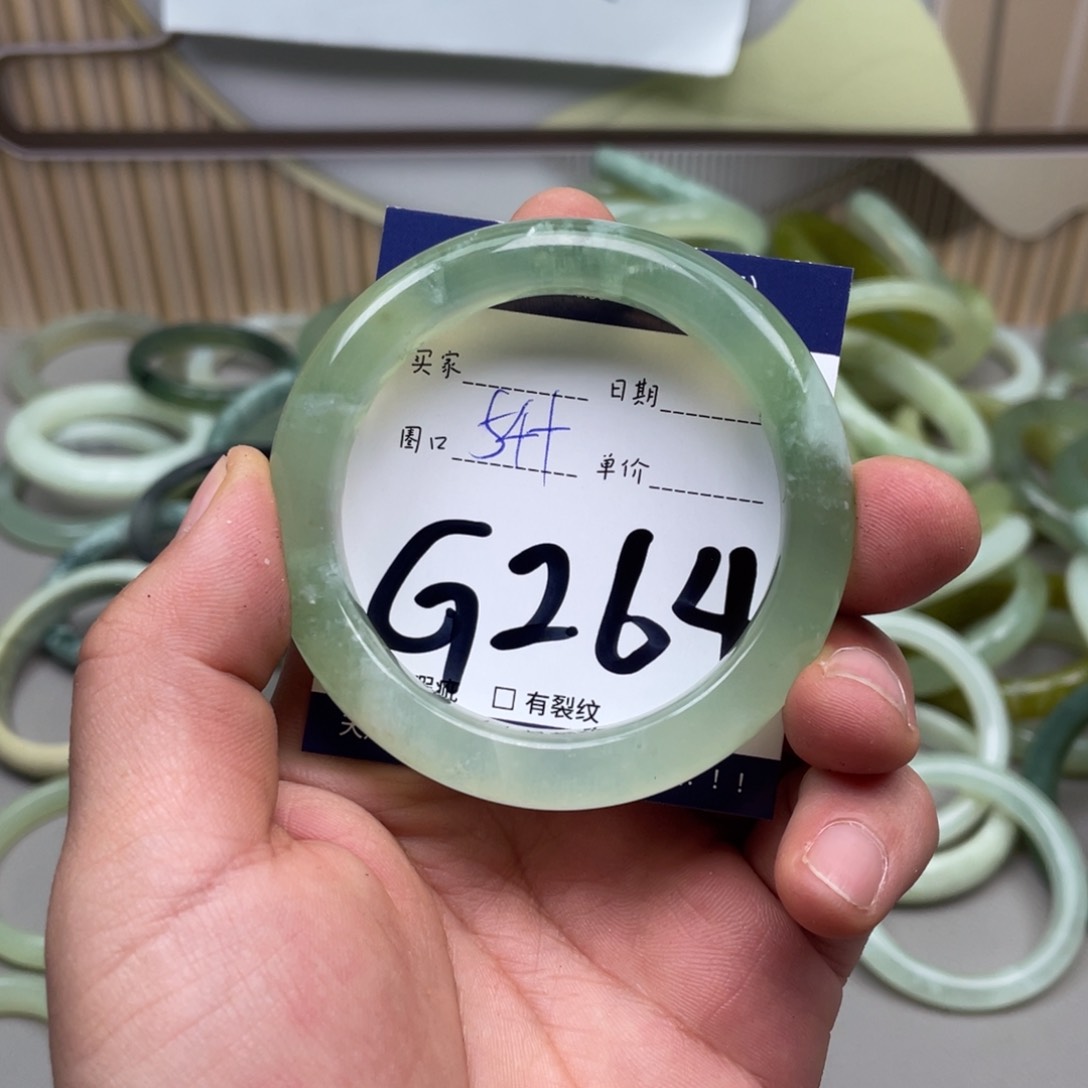 买家 日期
圈口 54+ 单价
G264
□ 有裂纹
！！